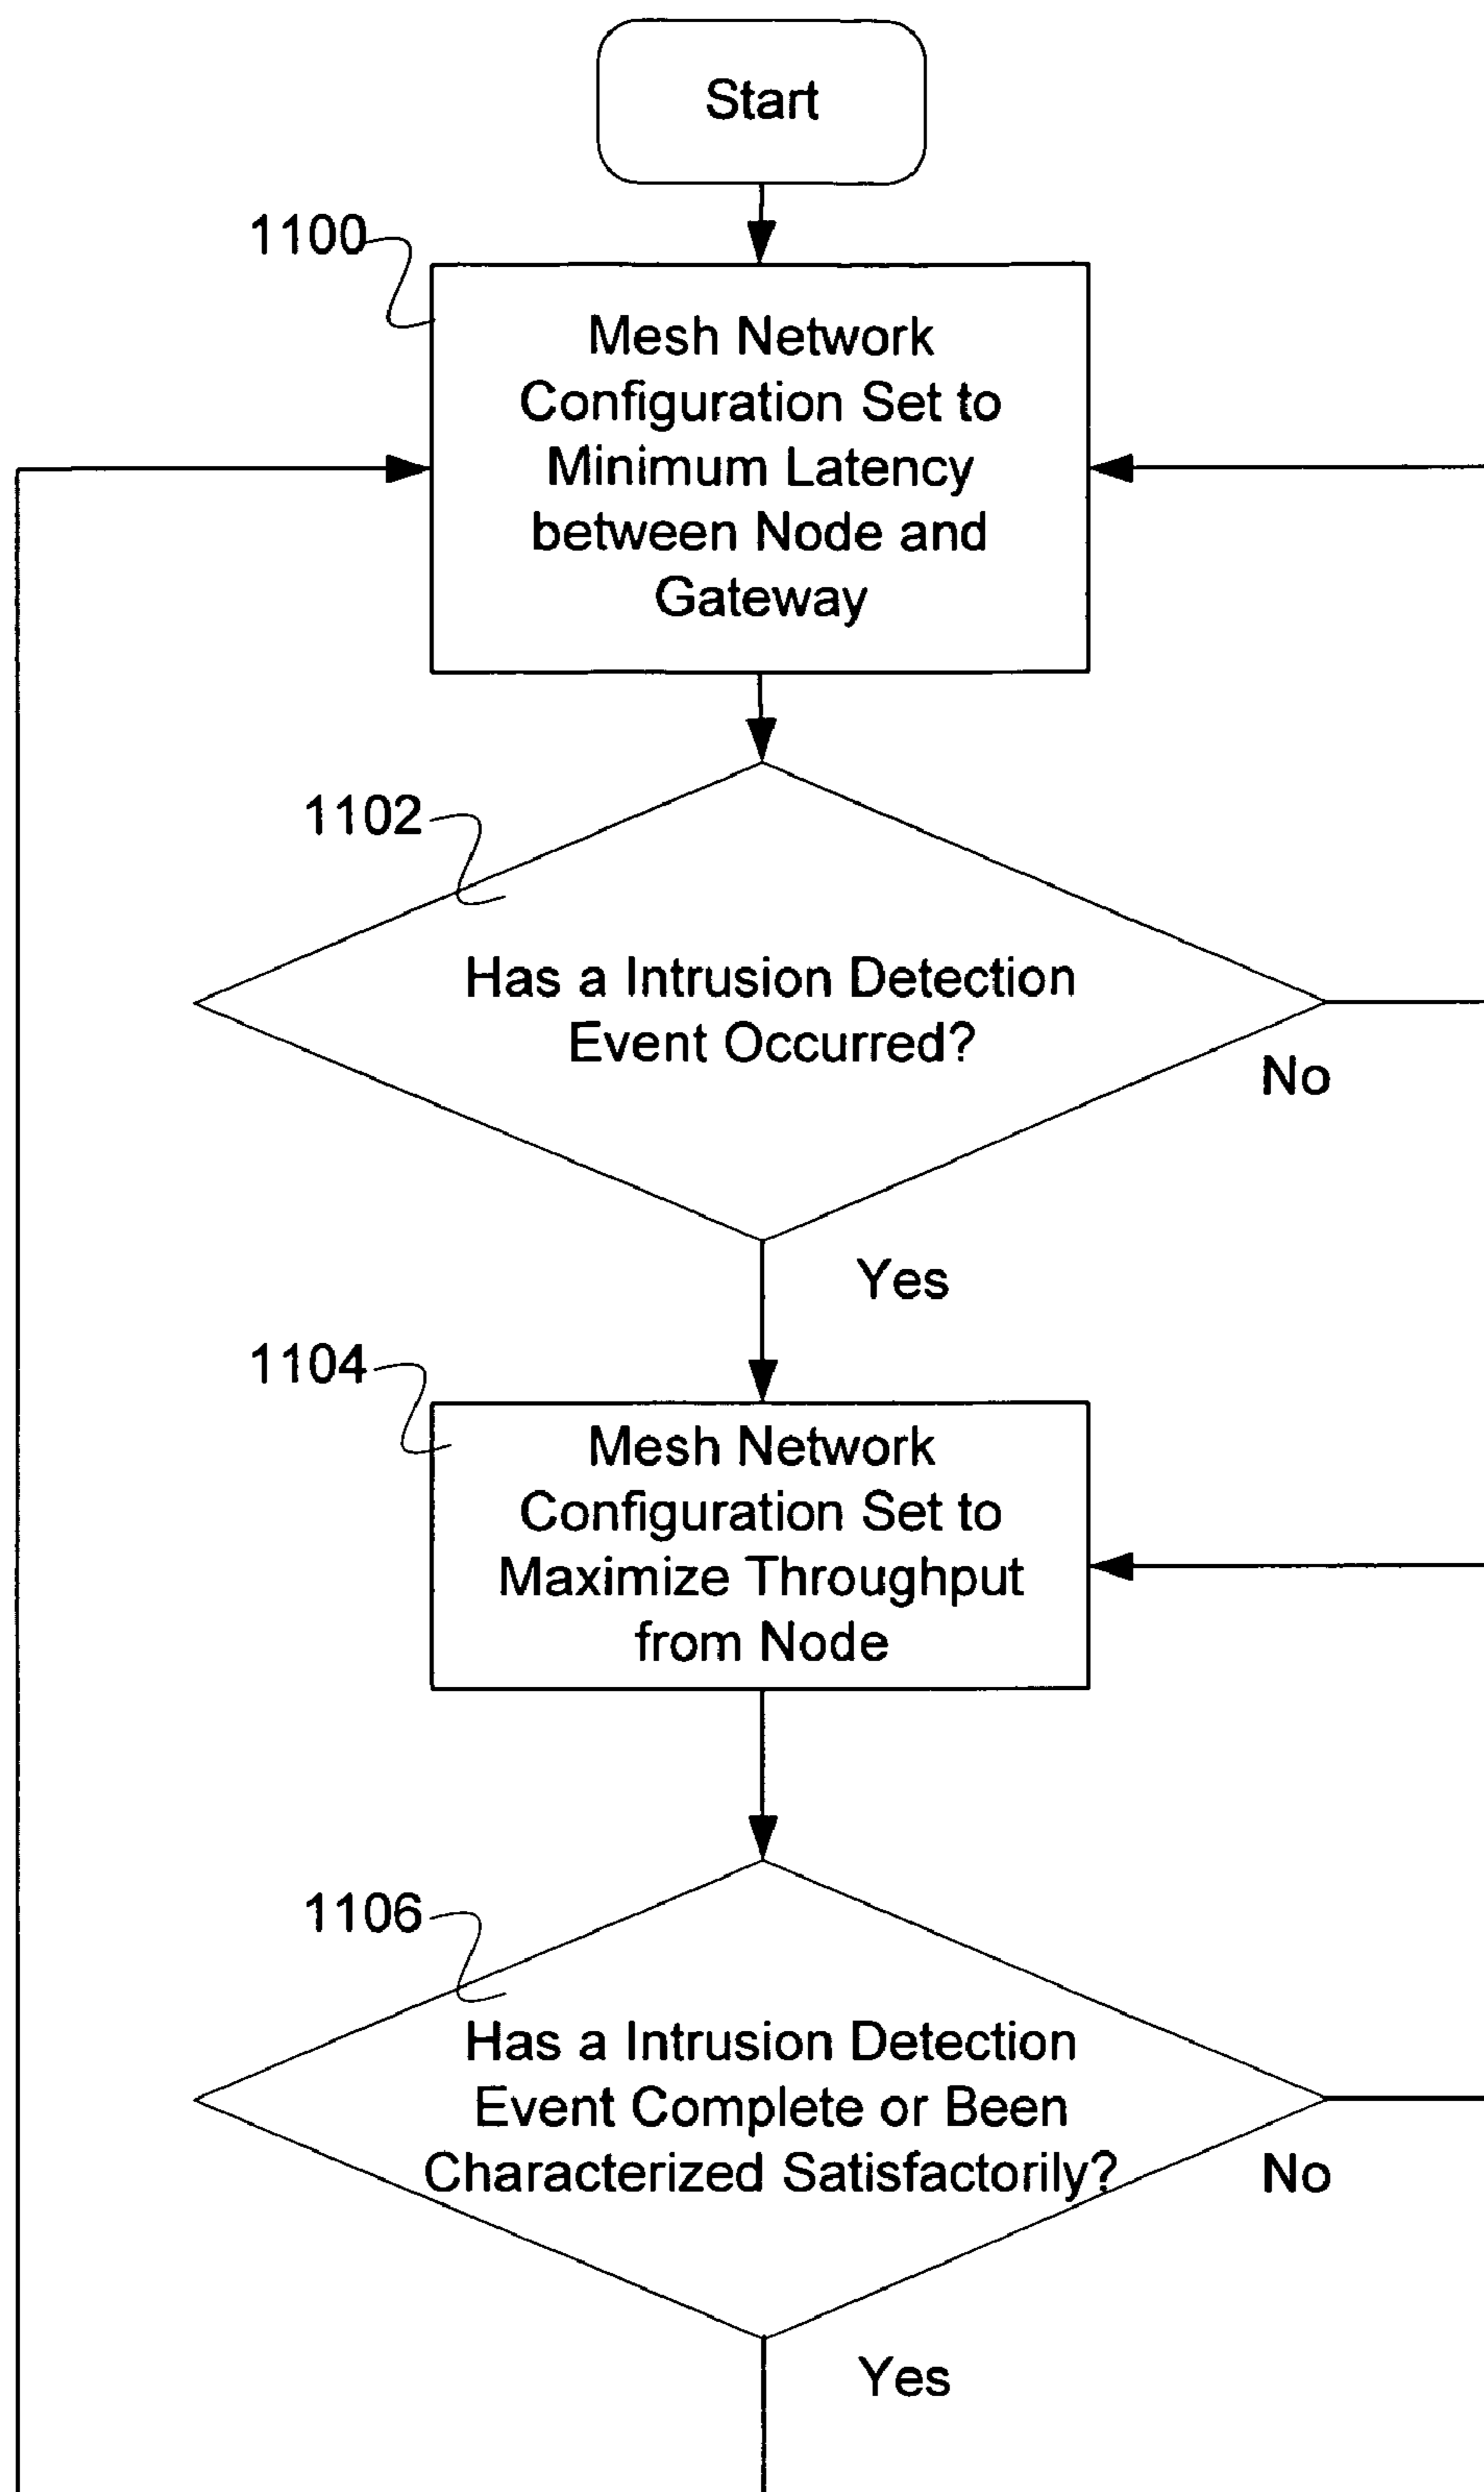 Start
1100
Mesh Network
Configuration Set to
Minimum Latency
between Node and
Gateway
1102
Has a Intrusion Detection
Event Occurred?
No
Yes
1104
Mesh Network
Configuration Set to
Maximize Throughput
from Node
1106
Has a Intrusion Detection
Event Complete or Been
Characterized Satisfactorily?
No
Yes